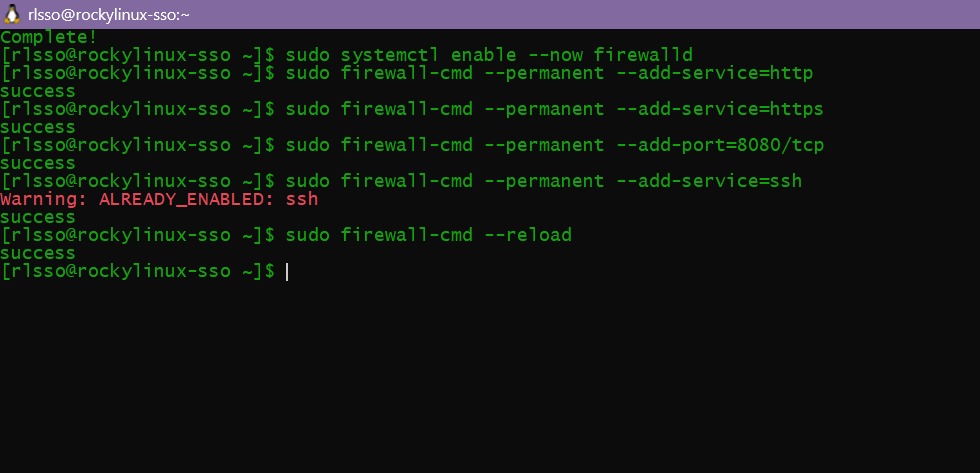 rlsso@rockylinux-sso:~
Complete!
[rlsso@rockylinux-sso ~]$ sudo systemctl enable --now firewalld
[rlsso@rockylinux-sso ~]$ sudo firewall-cmd --permanent --add-service=http
success
[rlsso@rockylinux-sso ~]$ sudo firewall-cmd --permanent --add-service=https
success
[rlsso@rockylinux-sso ~]$ sudo firewall-cmd --permanent --add-port=8080/tcp
success
[rlsso@rockylinux-sso ~]$ sudo firewall-cmd --permanent --add-service=ssh
Warning: ALREADY_ENABLED: ssh
success
[rlsso@rockylinux-sso ~]$ sudo firewall-cmd --reload
success
[rlsso@rockylinux-sso ~]$